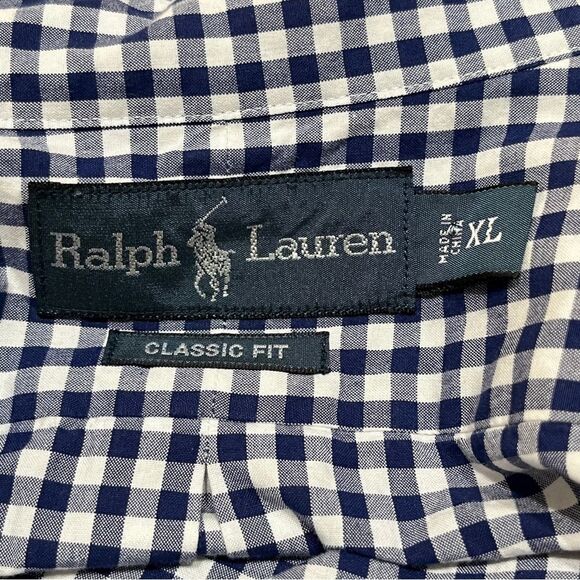 Ralph Lauren
MADE IN
CHINA
XL
CLASSIC FIT